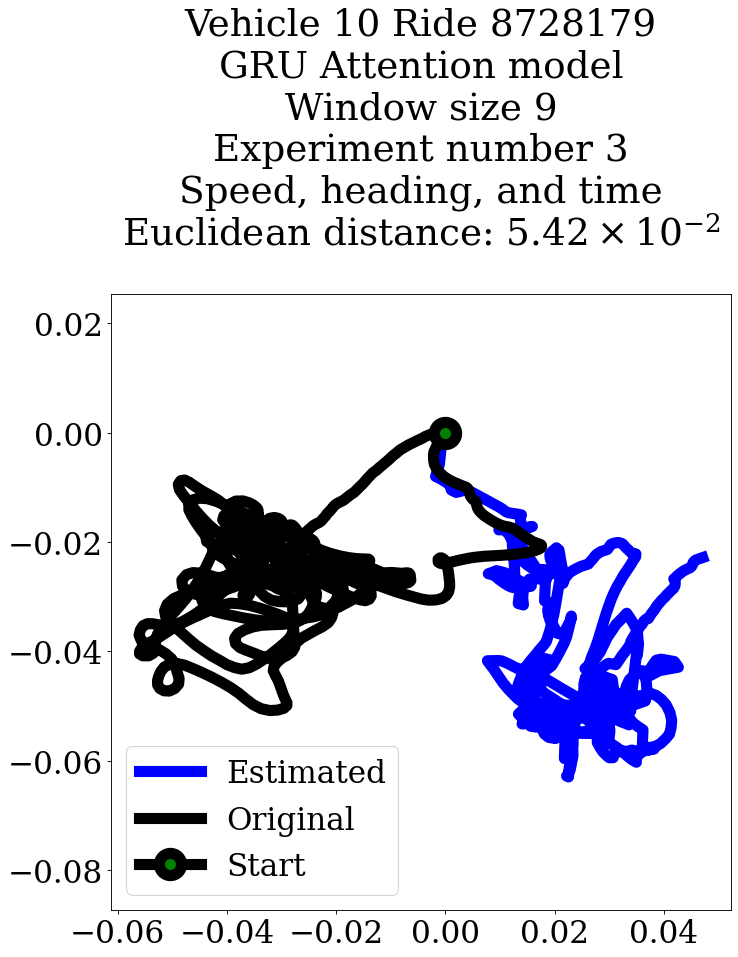 Vehicle 10 Ride 8728179
GRU Attention model
Window size 9
Experiment number 3
Speed, heading, and time
Euclidean distance: 5.42 × 10⁻²
0.02
0.00
−0.02
−0.04
−0.06
−0.08
Estimated
Original
Start
−0.06 −0.04 −0.02 0.00 0.02 0.04